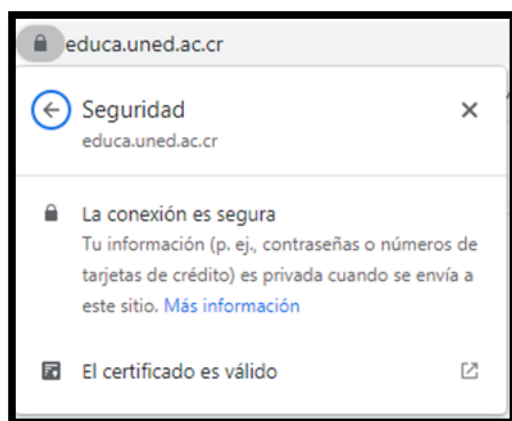 educa.uned.ac.cr
Seguridad
educa.uned.ac.cr
La conexión es segura
Tu información (p. ej., contraseñas o números de
tarjetas de crédito) es privada cuando se envía a
este sitio. Más información
El certificado es válido